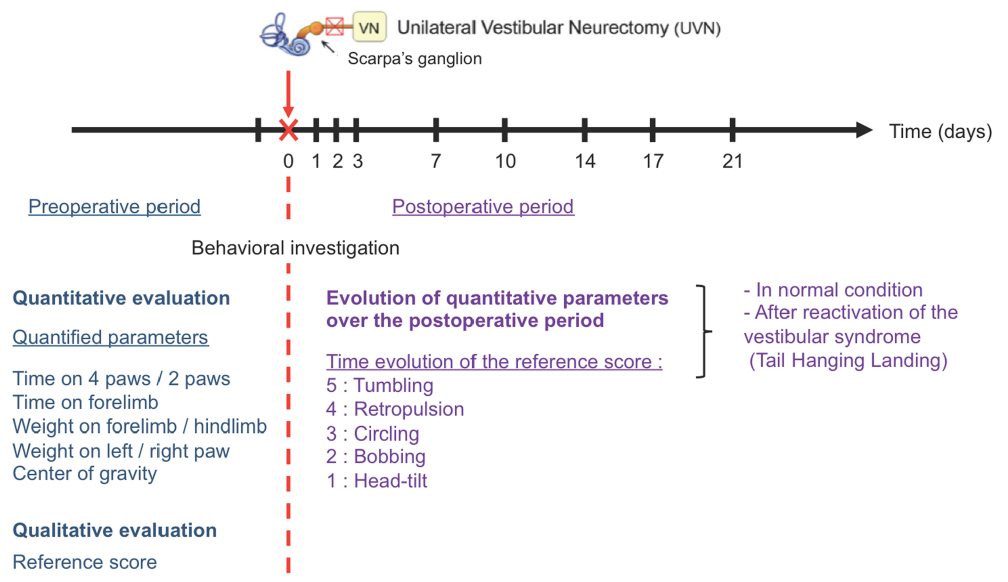 VN
Unilateral Vestibular Neurectomy (UVN)
Scarpa's ganglion
Time (days)
0 1 2 3 7 10 14 17 21
Preoperative period
Postoperative period
Behavioral investigation
Quantitative evaluation
Quantified parameters
Time on 4 paws / 2 paws
Time on forelimb
Weight on forelimb / hindlimb
Weight on left / right paw
Center of gravity
Qualitative evaluation
Reference score
Evolution of quantitative parameters
over the postoperative period
Time evolution of the reference score :
5 : Tumbling
4 : Retropulsion
3 : Circling
2 : Bobbing
1 : Head-tilt
- In normal condition
- After reactivation of the
vestibular syndrome
(Tail Hanging Landing)